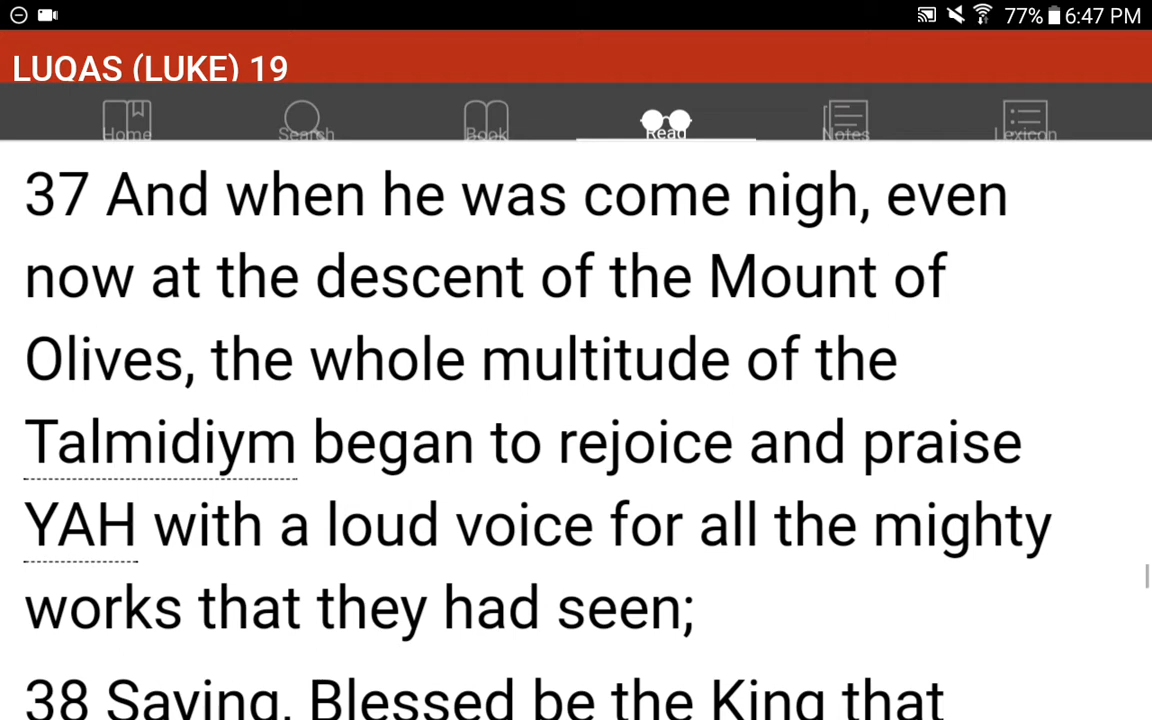 77% 6:47 PM
LUQAS (LUKE) 19
Home Search Book Read Notes Lexicon
37 And when he was come nigh, even
now at the descent of the Mount of
Olives, the whole multitude of the
Talmidiym began to rejoice and praise
YAH with a loud voice for all the mighty
works that they had seen;
38 Saying, Blessed be the King that